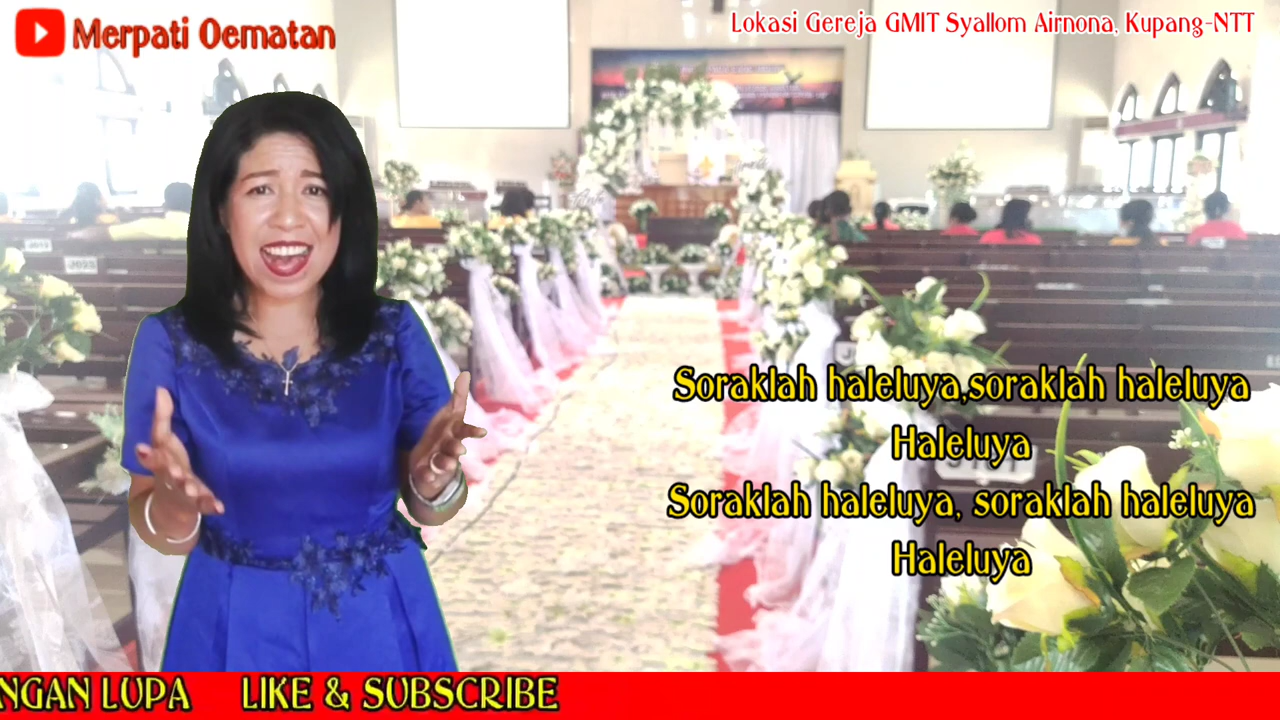 Merpati Oematan
Lokasi Gereja GMIT Syallom Airnona, Kupang-NTT
Soraklah haleluya,soraklah haleluya
Haleluya
Soraklah haleluya, soraklah haleluya
Haleluya
NGAN LUPA LIKE & SUBSCRIBE